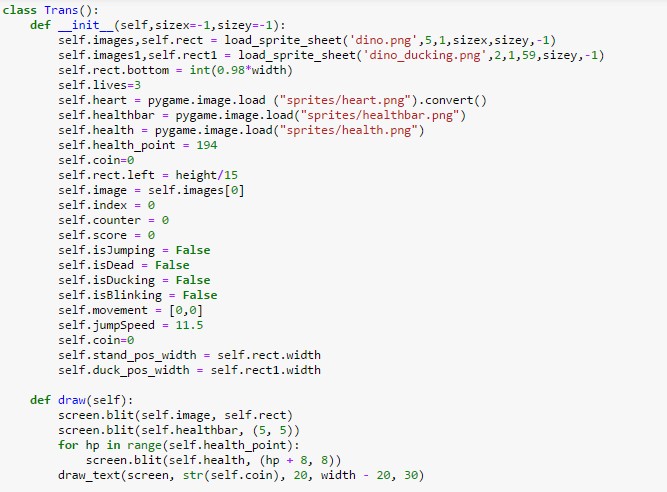 class Trans():
    def __init__(self,sizex=-1,sizey=-1):
        self.images,self.rect = load_sprite_sheet('dino.png',5,1,sizex,sizey,-1)
        self.images1,self.rect1 = load_sprite_sheet('dino_ducking.png',2,1,59,sizey,-1)
        self.rect.bottom = int(0.98*width)
        self.lives=3
        self.heart = pygame.image.load ("sprites/heart.png").convert()
        self.healthbar = pygame.image.load("sprites/healthbar.png")
        self.health = pygame.image.load("sprites/health.png")
        self.health_point = 194
        self.coin=0
        self.rect.left = height/15
        self.image = self.images[0]
        self.index = 0
        self.counter = 0
        self.score = 0
        self.isJumping = False
        self.isDead = False
        self.isDucking = False
        self.isBlinking = False
        self.movement = [0,0]
        self.jumpSpeed = 11.5
        self.coin=0
        self.stand_pos_width = self.rect.width
        self.duck_pos_width = self.rect1.width

    def draw(self):
        screen.blit(self.image, self.rect)
        screen.blit(self.healthbar, (5, 5))
        for hp in range(self.health_point):
            screen.blit(self.health, (hp + 8, 8))
        draw_text(screen, str(self.coin), 20, width - 20, 30)